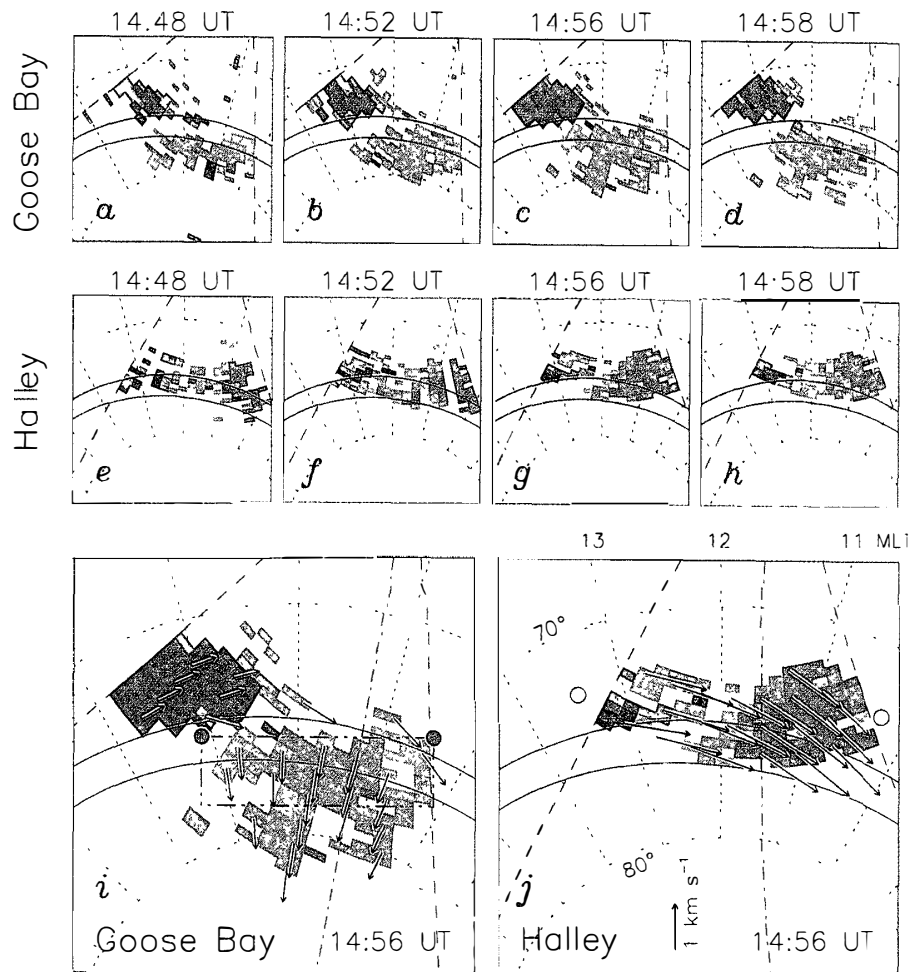 14.48 UT 14:52 UT 14:56 UT 14:58 UT
Goose Bay
a b c d
14:48 UT 14:52 UT 14:56 UT 14:58 UT
Halley
e f g h
13 12 11 MLT
70°
80°
1 km s⁻¹
i j
Goose Bay 14:56 UT Halley 14:56 UT